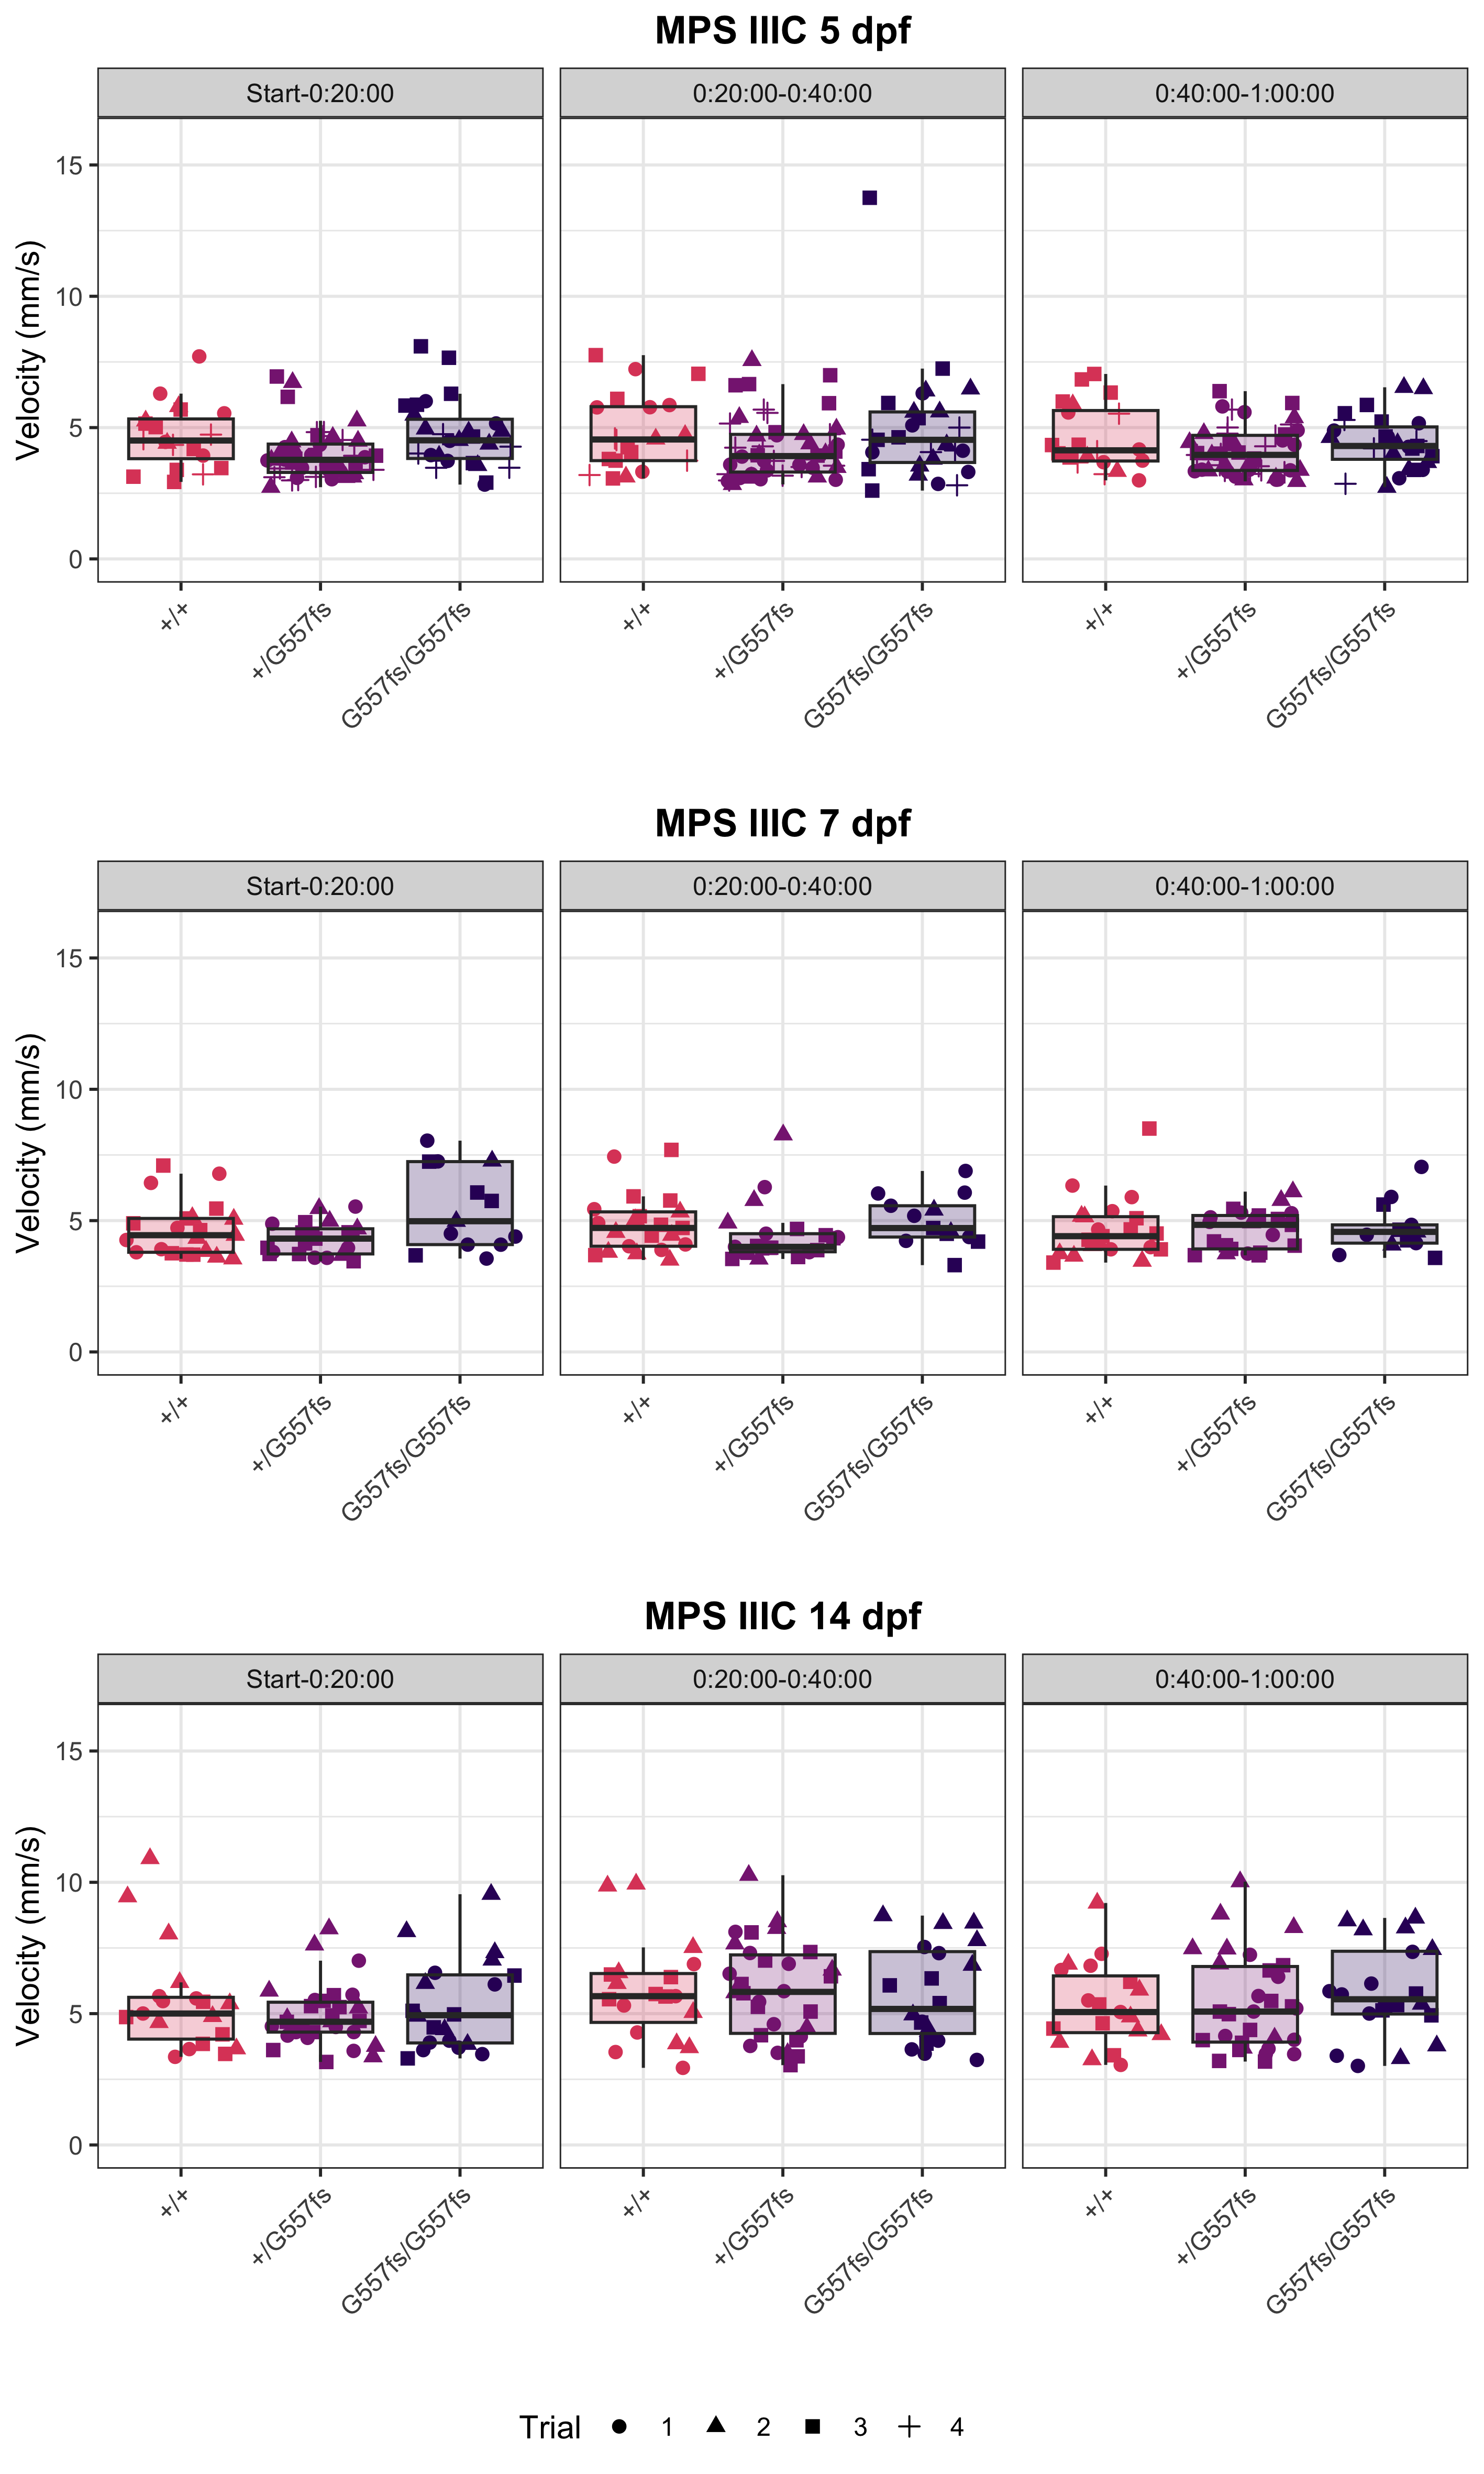 MPS IIIC 5 dpf
Start-0:20:00 0:20:00-0:40:00 0:40:00-1:00:00
Velocity (mm/s)
15
10
5
0
+/+ +/G557fs G557fs/G557fs +/+ +/G557fs G557fs/G557fs +/+ +/G557fs G557fs/G557fs
MPS IIIC 7 dpf
Start-0:20:00 0:20:00-0:40:00 0:40:00-1:00:00
Velocity (mm/s)
15
10
5
0
+/+ +/G557fs G557fs/G557fs +/+ +/G557fs G557fs/G557fs +/+ +/G557fs G557fs/G557fs
MPS IIIC 14 dpf
Start-0:20:00 0:20:00-0:40:00 0:40:00-1:00:00
Velocity (mm/s)
15
10
5
0
+/+ +/G557fs G557fs/G557fs +/+ +/G557fs G557fs/G557fs +/+ +/G557fs G557fs/G557fs
Trial 1 2 3 4